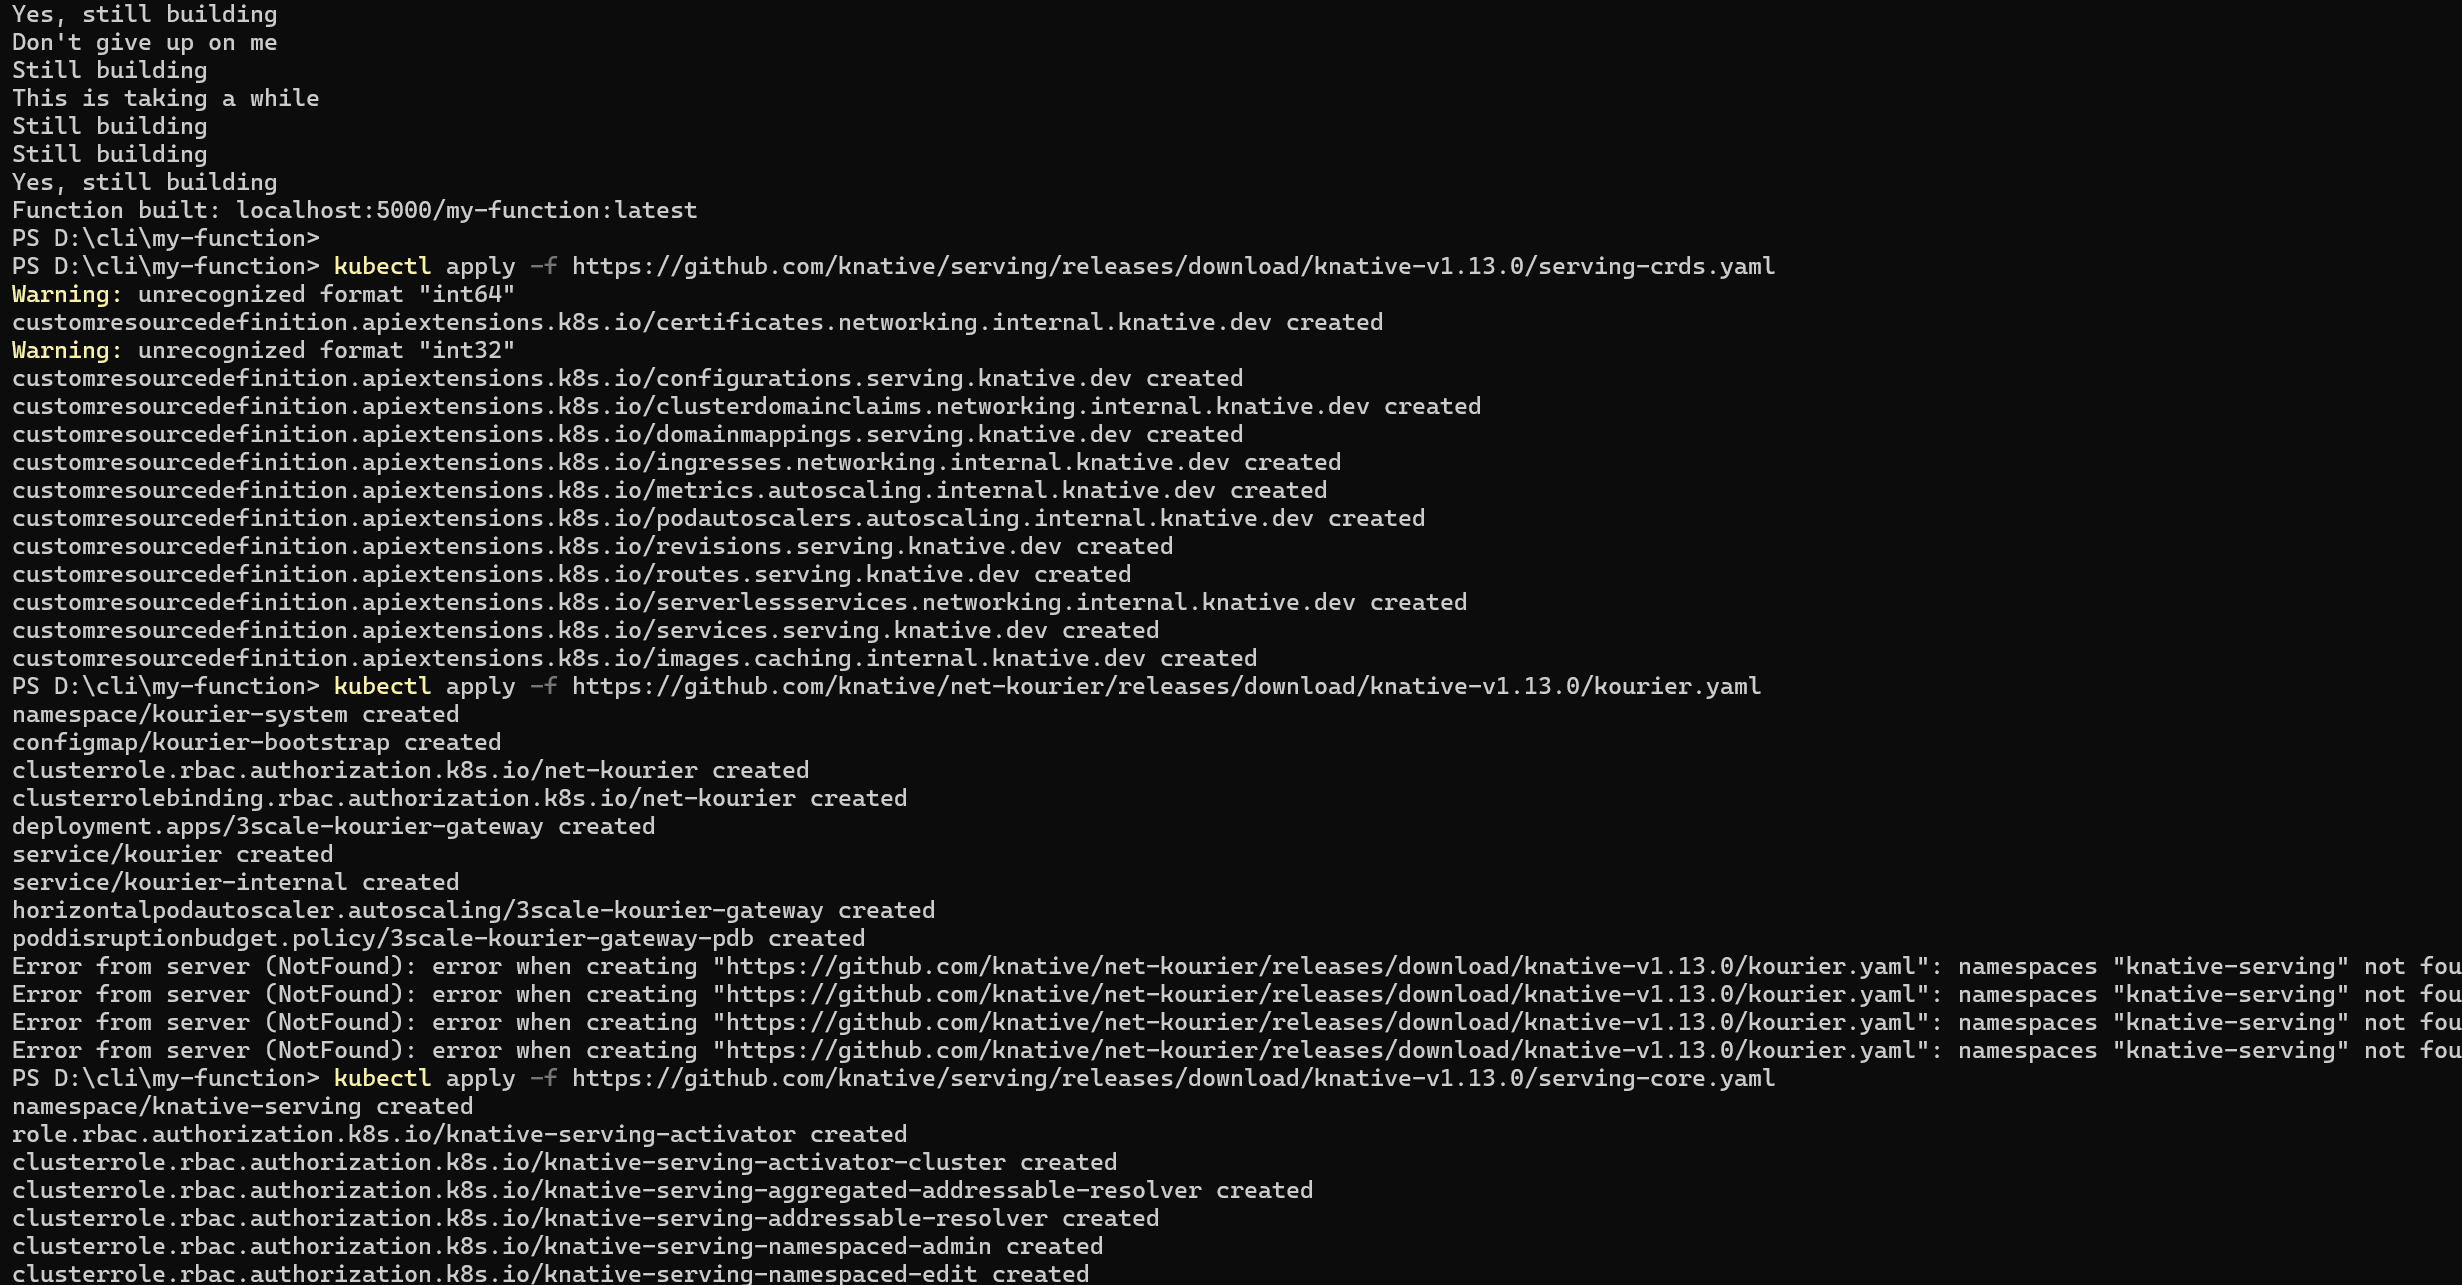 Yes, still building
Don't give up on me
Still building
This is taking a while
Still building
Still building
Yes, still building
Function built: localhost:5000/my-function:latest
PS D:\cli\my-function>
PS D:\cli\my-function> kubectl apply -f https://github.com/knative/serving/releases/download/knative-v1.13.0/serving-crds.yaml
Warning: unrecognized format "int64"
customresourcedefinition.apiextensions.k8s.io/certificates.networking.internal.knative.dev created
Warning: unrecognized format "int32"
customresourcedefinition.apiextensions.k8s.io/configurations.serving.knative.dev created
customresourcedefinition.apiextensions.k8s.io/clusterdomainclaims.networking.internal.knative.dev created
customresourcedefinition.apiextensions.k8s.io/domainmappings.serving.knative.dev created
customresourcedefinition.apiextensions.k8s.io/ingresses.networking.internal.knative.dev created
customresourcedefinition.apiextensions.k8s.io/metrics.autoscaling.internal.knative.dev created
customresourcedefinition.apiextensions.k8s.io/podautoscalers.autoscaling.internal.knative.dev created
customresourcedefinition.apiextensions.k8s.io/revisions.serving.knative.dev created
customresourcedefinition.apiextensions.k8s.io/routes.serving.knative.dev created
customresourcedefinition.apiextensions.k8s.io/serverlessservices.networking.internal.knative.dev created
customresourcedefinition.apiextensions.k8s.io/services.serving.knative.dev created
customresourcedefinition.apiextensions.k8s.io/images.caching.internal.knative.dev created
PS D:\cli\my-function> kubectl apply -f https://github.com/knative/net-kourier/releases/download/knative-v1.13.0/kourier.yaml
namespace/kourier-system created
configmap/kourier-bootstrap created
clusterrole.rbac.authorization.k8s.io/net-kourier created
clusterrolebinding.rbac.authorization.k8s.io/net-kourier created
deployment.apps/3scale-kourier-gateway created
service/kourier created
service/kourier-internal created
horizontalpodautoscaler.autoscaling/3scale-kourier-gateway created
poddisruptionbudget.policy/3scale-kourier-gateway-pdb created
Error from server (NotFound): error when creating "https://github.com/knative/net-kourier/releases/download/knative-v1.13.0/kourier.yaml": namespaces "knative-serving" not fou
Error from server (NotFound): error when creating "https://github.com/knative/net-kourier/releases/download/knative-v1.13.0/kourier.yaml": namespaces "knative-serving" not fou
Error from server (NotFound): error when creating "https://github.com/knative/net-kourier/releases/download/knative-v1.13.0/kourier.yaml": namespaces "knative-serving" not fou
Error from server (NotFound): error when creating "https://github.com/knative/net-kourier/releases/download/knative-v1.13.0/kourier.yaml": namespaces "knative-serving" not fou
PS D:\cli\my-function> kubectl apply -f https://github.com/knative/serving/releases/download/knative-v1.13.0/serving-core.yaml
namespace/knative-serving created
role.rbac.authorization.k8s.io/knative-serving-activator created
clusterrole.rbac.authorization.k8s.io/knative-serving-activator-cluster created
clusterrole.rbac.authorization.k8s.io/knative-serving-aggregated-addressable-resolver created
clusterrole.rbac.authorization.k8s.io/knative-serving-addressable-resolver created
clusterrole.rbac.authorization.k8s.io/knative-serving-namespaced-admin created
clusterrole.rbac.authorization.k8s.io/knative-serving-namespaced-edit created